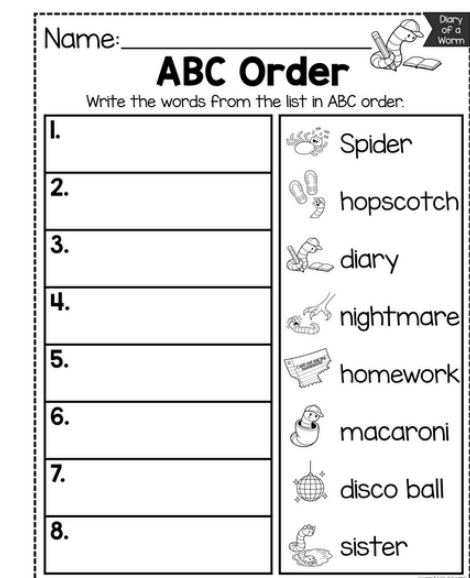 Diary
of a
Worm
Name:
ABC Order
Write the words from the list in ABC order.
1.
2.
3.
4.
5.
6.
7.
8.
Spider
hopscotch
diary
nightmare
homework
macaroni
disco ball
sister